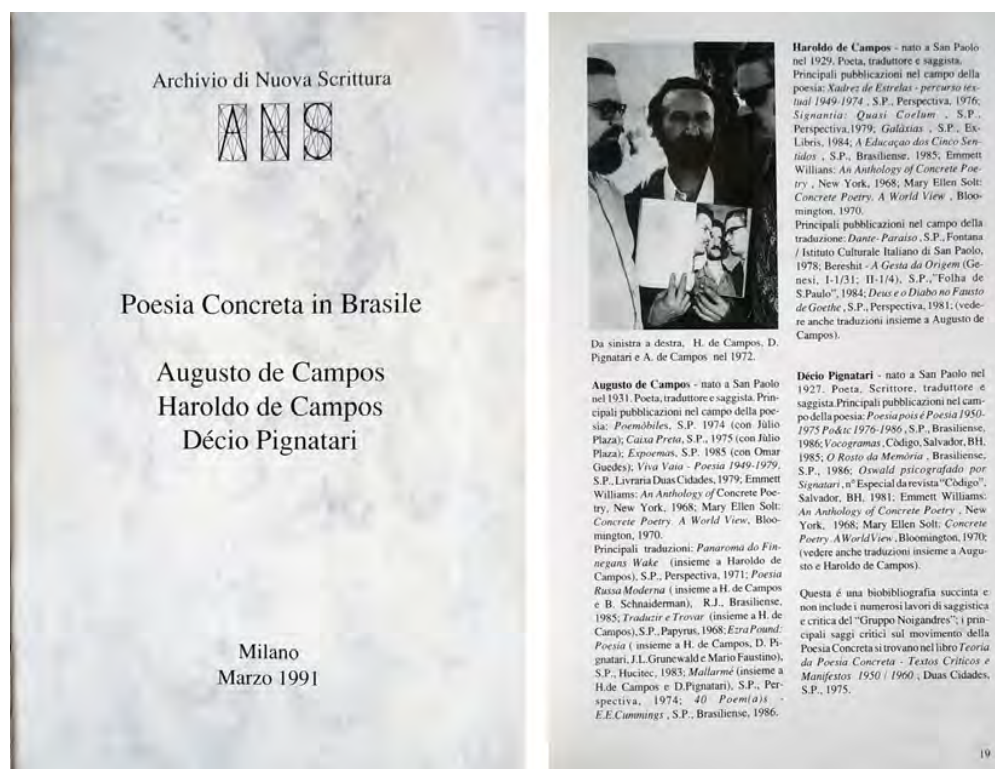 Archivio di Nuova Scrittura
ANS
Poesia Concreta in Brasile
Augusto de Campos
Haroldo de Campos
Décio Pignatari
Milano
Marzo 1991
Da sinistra a destra, H. de Campos, D.
Pignatari e A. de Campos nel 1972.
Augusto de Campos - nato a San Paolo
nel 1931. Poeta, traduttore e saggista. Prin-
cipali pubblicazioni nel campo della poe-
sia: Poemòbiles, S.P. 1974 (con Jùlio
Plaza); Caixa Preta, S.P., 1975 (con Jùlio
Plaza); Expoemas, S.P. 1985 (con Omar
Guedes); Viva Vaia - Poesia 1949-1979,
S.P., Livraria Duas Cidades, 1979; Emmett
Williams: An Anthology of Concrete Poe-
try, New York, 1968; Mary Ellen Solt:
Concrete Poetry. A World View, Bloo-
mington, 1970.
Principali traduzioni: Panaroma do Fin-
negans Wake (insieme a Haroldo de
Campos), S.P., Perspectiva, 1971; Poesia
Russa Moderna ( insieme a H. de Campos
e B. Schnaiderman), R.J., Brasiliense,
1985; Traduzir e Trovar (insieme a H. de
Campos), S.P., Papyrus, 1968; Ezra Pound:
Poesia ( insieme a H. de Campos, D. Pi-
gnatari, J.L.Grunewald e Mario Faustino),
S.P., Hucitec, 1983; Mallarmé (insieme a
H.de Campos e D.Pignatari), S.P., Per-
spectiva, 1974; 40 Poem(a)s -
E.E.Cummings , S.P., Brasiliense, 1986.
Haroldo de Campos - nato a San Paolo
nel 1929. Poeta, traduttore e saggista.
Principali pubblicazioni nel campo della
poesia: Xadrez de Estrelas - percurso tex-
tual 1949-1974 , S.P., Perspectiva, 1976;
Signantia: Quasi Coelum , S.P.,
Perspectiva,1979; Galáxias , S.P., Ex-
Libris, 1984; A Educaçao dos Cinco Sen-
tidos , S.P., Brasiliense, 1985; Emmett
Willians: An Anthology of Concrete Poe-
try , New York, 1968; Mary Ellen Solt:
Concrete Poetry. A World View , Bloo-
mington, 1970.
Principali pubblicazioni nel campo della
traduzione: Dante- Paraiso , S.P., Fontana
/ Istituto Culturale Italiano di San Paolo,
1978; Bereshit - A Gesta da Origem (Ge-
nesi, I-1/31; II-1/4), S.P.,"Folha de
S.Paulo", 1984; Deus e o Diabo no Fausto
de Goethe , S.P., Perspectiva, 1981; (vede-
re anche traduzioni insieme a Augusto de
Campos).
Décio Pignatari - nato a San Paolo nel
1927. Poeta, Scrittore, traduttore e
saggista.Principali pubblicazioni nel cam-
po della poesia: Poesia pois é Poesia 1950-
1975 Po&tc 1976-1986 , S.P., Brasiliense,
1986; Vocogramas, Còdigo, Salvador, BH,
1985; O Rosto da Memòria , Brasiliense,
S.P., 1986; Oswald psicografado por
Signatari , n° Especial da revista "Còdigo",
Salvador, BH, 1981; Emmett Williams:
An Anthology of Concrete Poetry , New
York, 1968; Mary Ellen Solt: Concrete
Poetry .A World View , Bloomington, 1970;
(vedere anche traduzioni insieme a Augu-
sto e Haroldo de Campos).
Questa é una biobibliografia succinta e
non include i numerosi lavori di saggistica
e critica del "Gruppo Noigandres"; i prin-
cipali saggi critici sul movimento della
Poesia Concreta si trovano nel libro Teoria
da Poesia Concreta - Textos Críticos e
Manifestos 1950 / 1960 , Duas Cidades,
S.P., 1975.
19